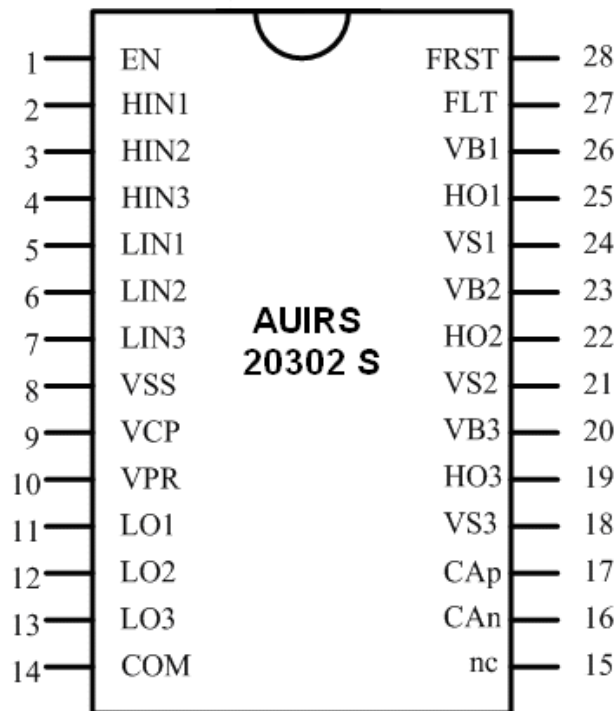 1 EN FRST 28
2 HIN1 FLT 27
3 HIN2 VB1 26
4 HIN3 HO1 25
5 LIN1 VS1 24
6 LIN2 VB2 23
AUIRS
7 LIN3 HO2 22
20302 S
8 VSS VS2 21
9 VCP VB3 20
10 VPR HO3 19
11 LO1 VS3 18
12 LO2 CAp 17
13 LO3 CAn 16
14 COM nc 15